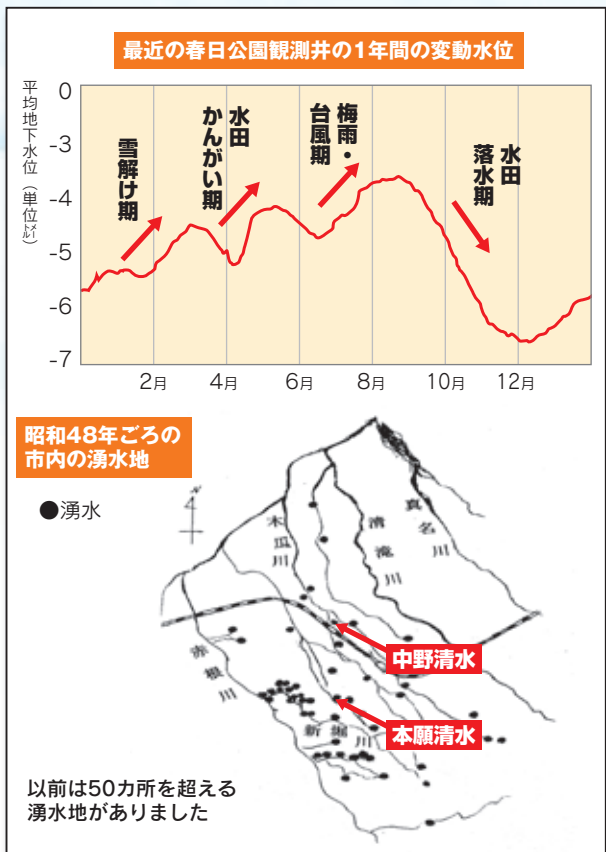 最近の春日公園観測井の1年間の変動水位
平均地下水位（単位㍍）
0
-3
-4
-5
-6
-7
雪解け期
水田
かんがい期
梅雨・
台風期
水田
落水期
2月
4月
6月
8月
10月
12月
昭和48年ごろの
市内の湧水地
●湧水
木瓜川
清滝川
真名川
赤根川
新堀川
中野清水
本願清水
以前は50カ所を超える
湧水地がありました